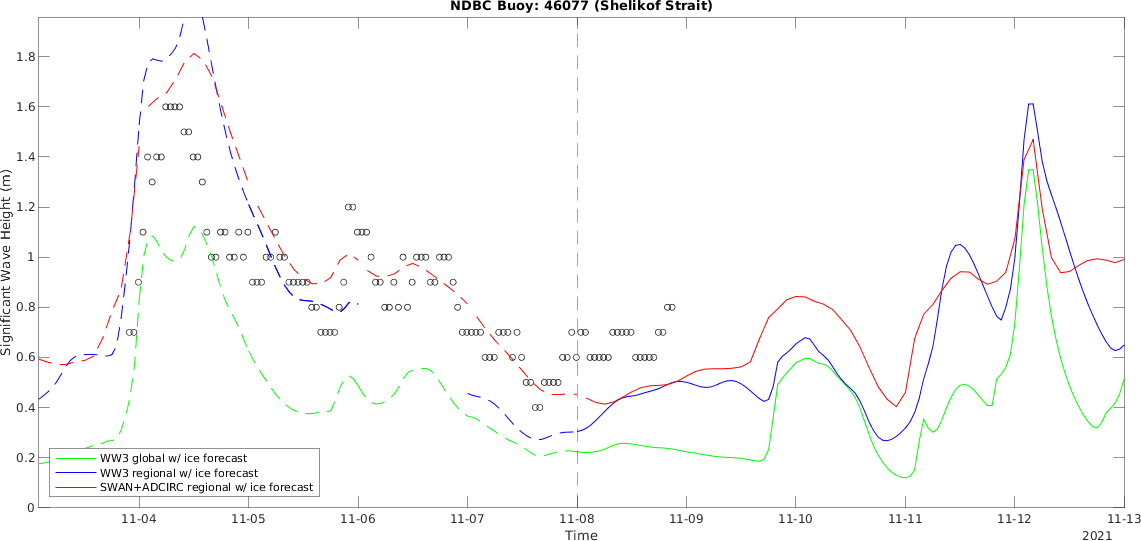 NDBC Buoy: 46077 (Shelikof Strait)
Significant Wave Height (m)
1.8
1.6
1.4
1.2
1
0.8
0.6
0.4
0.2
0
WW3 global w/ ice forecast
WW3 regional w/ ice forecast
SWAN+ADCIRC regional w/ ice forecast
11-04 11-05 11-06 11-07 11-08 11-09 11-10 11-11 11-12 11-13
Time
2021